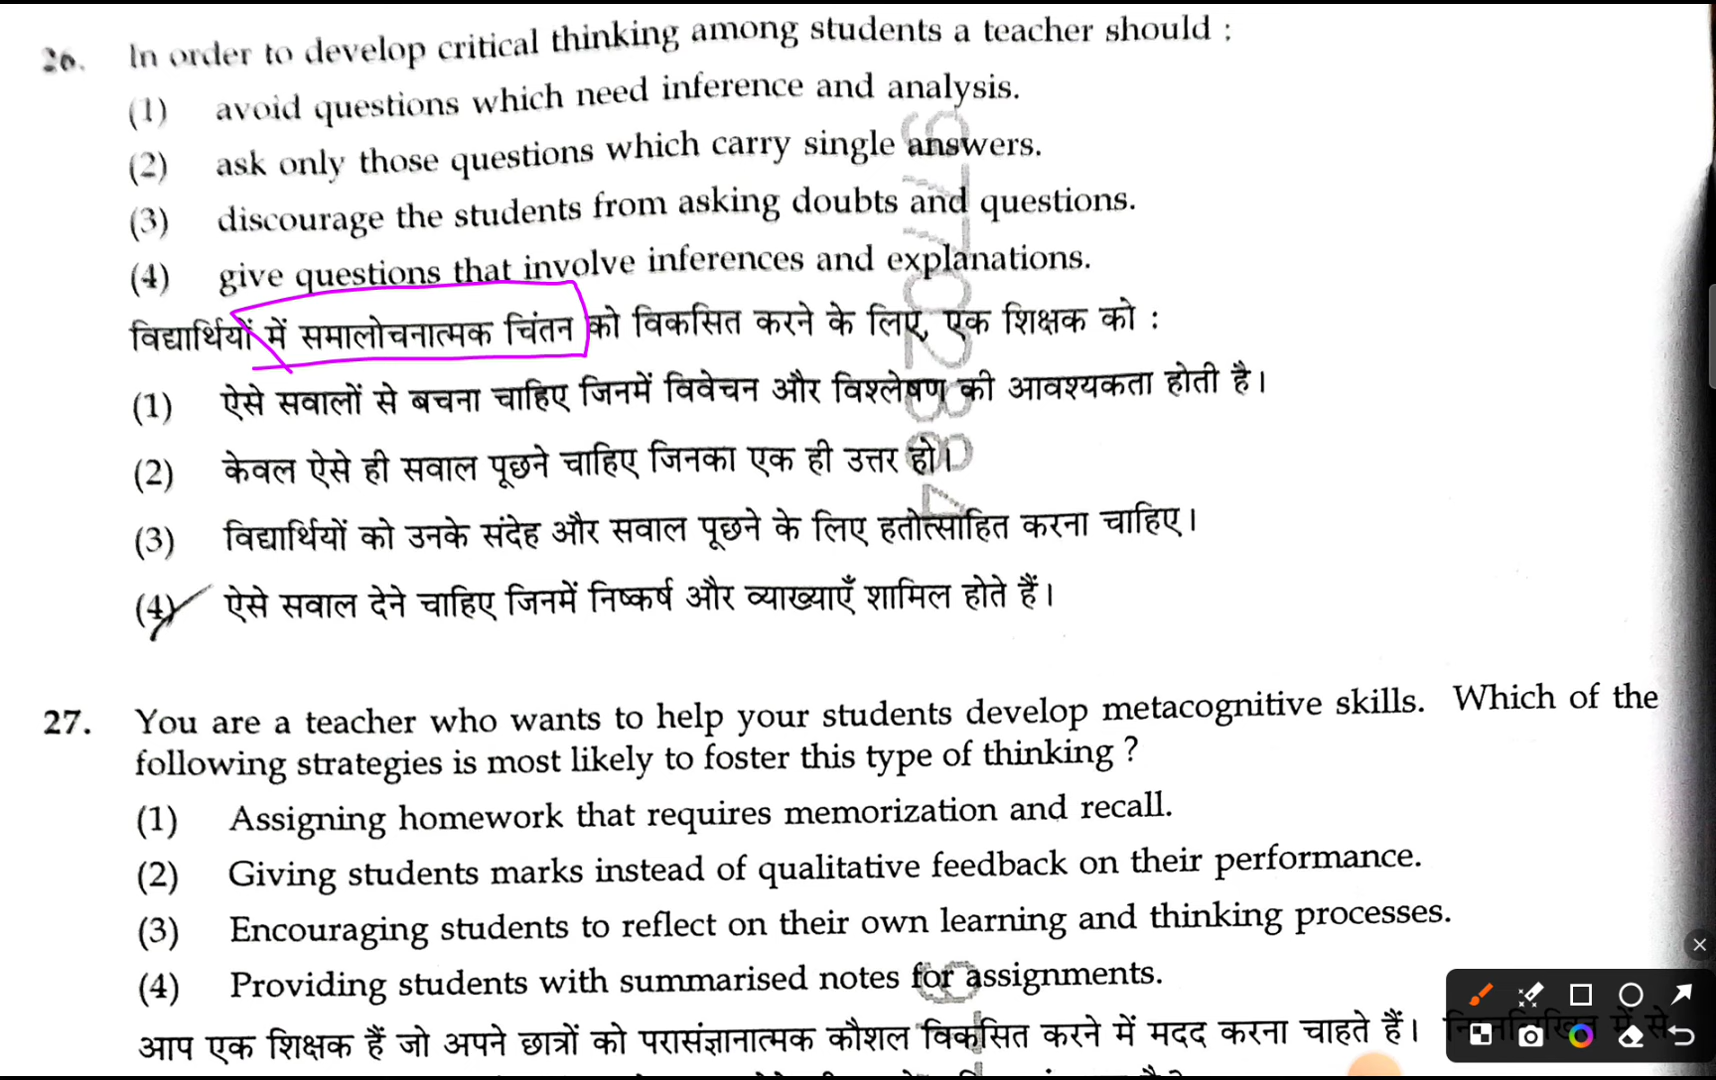 26. In order to develop critical thinking among students a teacher should :
(1) avoid questions which need inference and analysis.
(2) ask only those questions which carry single answers.
(3) discourage the students from asking doubts and questions.
(4) give questions that involve inferences and explanations.
विद्यार्थियों में समालोचनात्मक चिंतन को विकसित करने के लिए, एक शिक्षक को :
(1) ऐसे सवालों से बचना चाहिए जिनमें विवेचन और विश्लेषण की आवश्यकता होती है।
(2) केवल ऐसे ही सवाल पूछने चाहिए जिनका एक ही उत्तर हो।
(3) विद्यार्थियों को उनके संदेह और सवाल पूछने के लिए हतोत्साहित करना चाहिए।
(4) ऐसे सवाल देने चाहिए जिनमें निष्कर्ष और व्याख्याएँ शामिल होते हैं।
27. You are a teacher who wants to help your students develop metacognitive skills. Which of the
following strategies is most likely to foster this type of thinking ?
(1) Assigning homework that requires memorization and recall.
(2) Giving students marks instead of qualitative feedback on their performance.
(3) Encouraging students to reflect on their own learning and thinking processes.
(4) Providing students with summarised notes for assignments.
आप एक शिक्षक हैं जो अपने छात्रों को परासंज्ञानात्मक कौशल विकसित करने में मदद करना चाहते हैं। निम्नलिखित में से